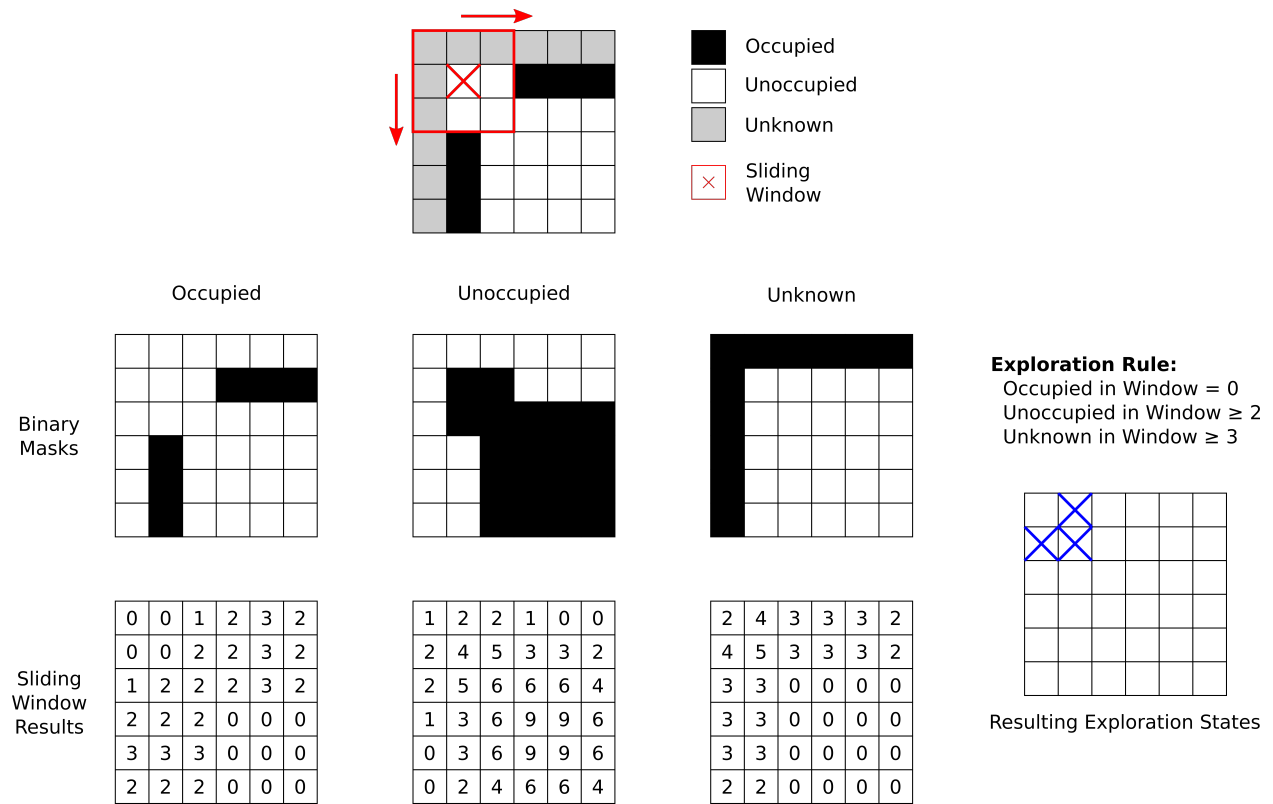 Occupied
Unoccupied
Unknown
Sliding
Window
Occupied
Unoccupied
Unknown
Binary
Masks
Exploration Rule:
Occupied in Window = 0
Unoccupied in Window ≥ 2
Unknown in Window ≥ 3
Sliding
Window
Results
0 0 1 2 3 2
0 0 2 2 3 2
1 2 2 2 3 2
2 2 2 0 0 0
3 3 3 0 0 0
2 2 2 0 0 0
1 2 2 1 0 0
2 4 5 3 3 2
2 5 6 6 6 4
1 3 6 9 9 6
0 3 6 9 9 6
0 2 4 6 6 4
2 4 3 3 3 2
4 5 3 3 3 2
3 3 0 0 0 0
3 3 0 0 0 0
3 3 0 0 0 0
2 2 0 0 0 0
Resulting Exploration States